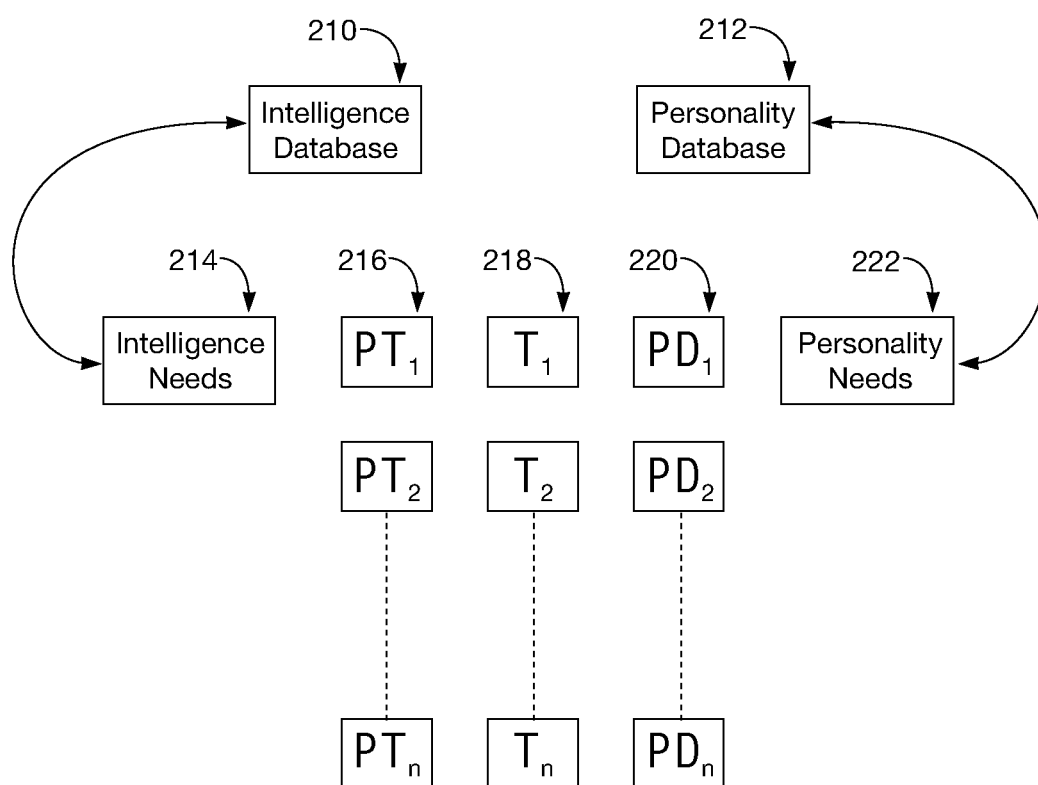 210
212
Intelligence
Database
Personality
Database
214
216
218
220
222
Intelligence
Needs
PT₁
T₁
PD₁
Personality
Needs
PT₂
T₂
PD₂
PTₙ
Tₙ
PDₙ